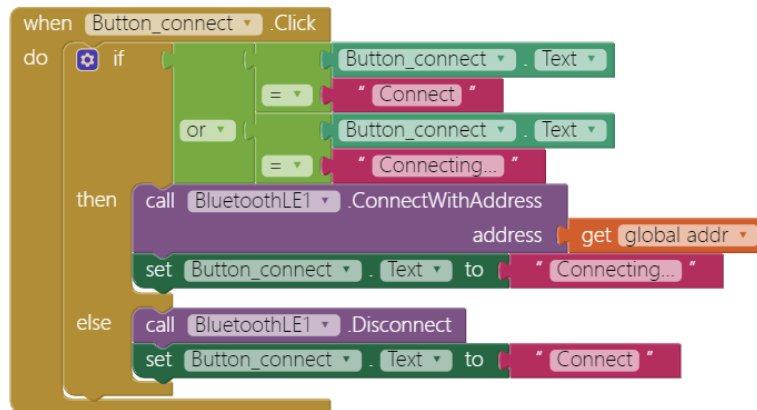 when Button_connect .Click
do if Button_connect . Text
= " Connect "
or Button_connect . Text
= " Connecting... "
then call BluetoothLE1 .ConnectWithAddress
address get global addr
set Button_connect . Text to " Connecting... "
else call BluetoothLE1 .Disconnect
set Button_connect . Text to " Connect "